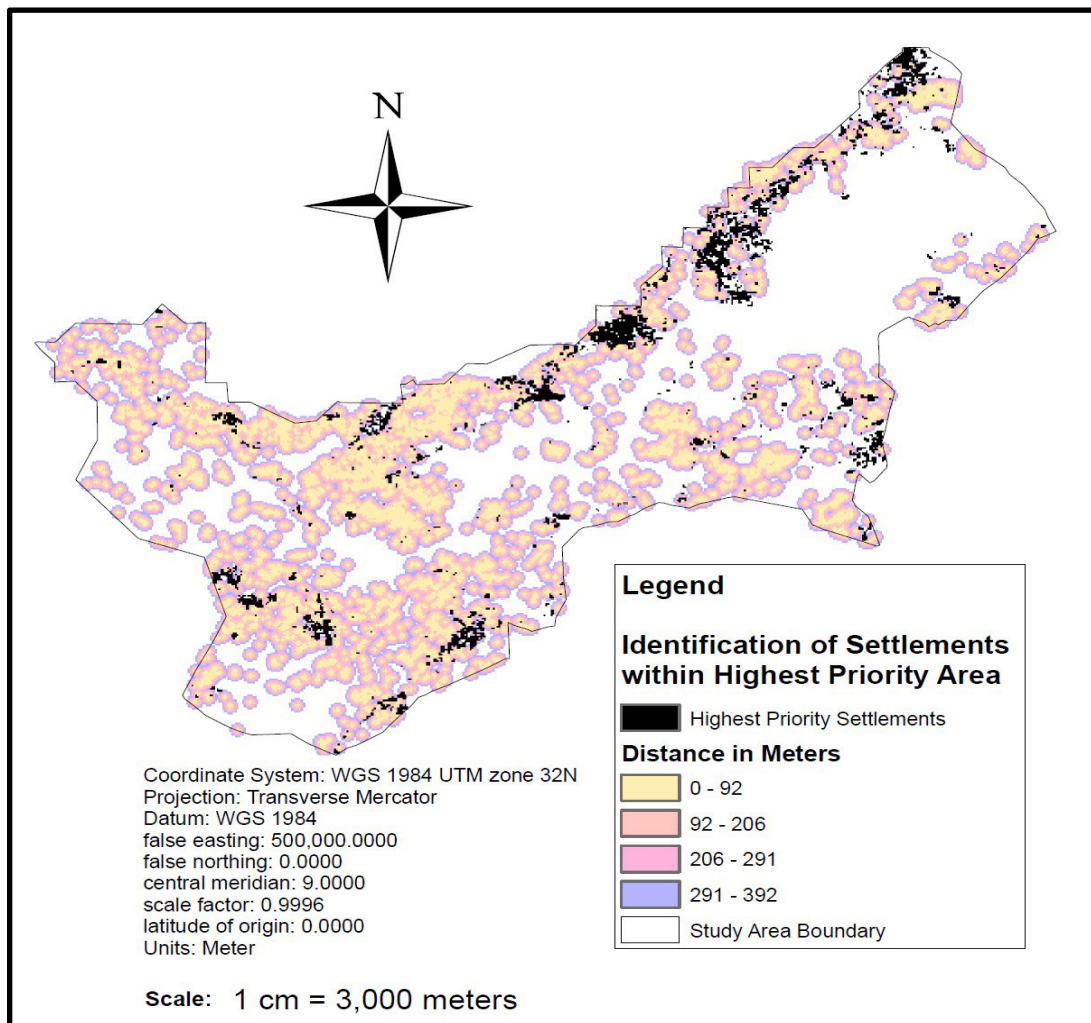 N
Legend
Identification of Settlements
within Highest Priority Area
Highest Priority Settlements
Distance in Meters
0 - 92
92 - 206
206 - 291
291 - 392
Study Area Boundary
Coordinate System: WGS 1984 UTM zone 32N
Projection: Transverse Mercator
Datum: WGS 1984
false easting: 500,000.0000
false northing: 0.0000
central meridian: 9.0000
scale factor: 0.9996
latitude of origin: 0.0000
Units: Meter
Scale: 1 cm = 3,000 meters